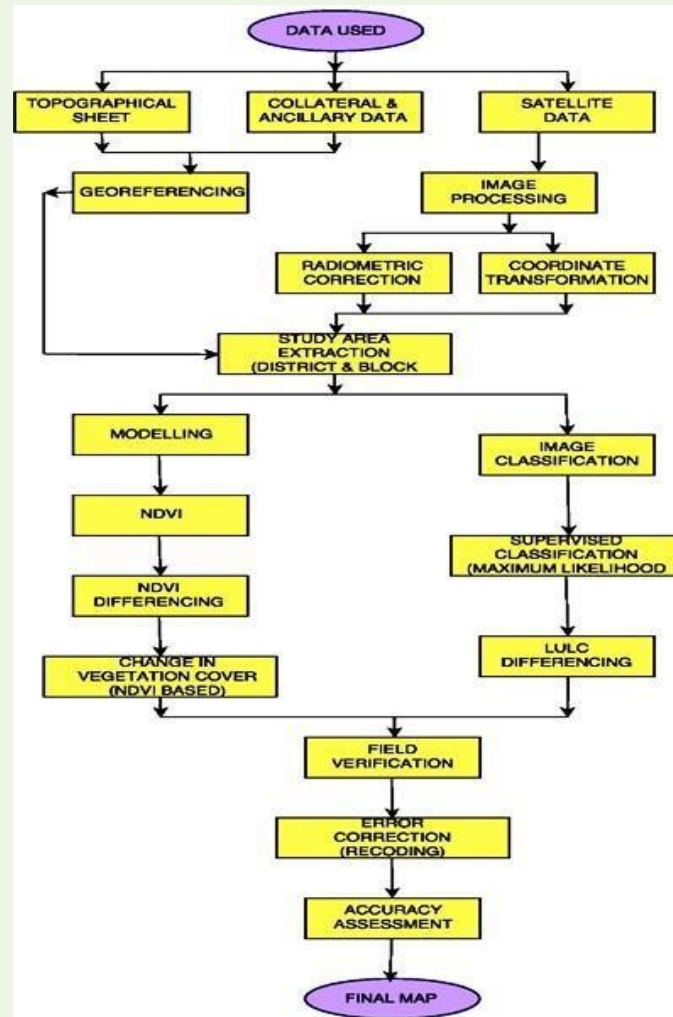 DATA USED
TOPOGRAPHICAL
SHEET
COLLATERAL &
ANCILLARY DATA
SATELLITE
DATA
GEOREFERENCING
IMAGE
PROCESSING
RADIOMETRIC
CORRECTION
COORDINATE
TRANSFORMATION
STUDY AREA
EXTRACTION
(DISTRICT & BLOCK
MODELLING
IMAGE
CLASSIFICATION
NDVI
SUPERVISED
CLASSIFICATION
(MAXIMUM LIKELIHOOD
NDVI
DIFFERENCING
LULC
DIFFERENCING
CHANGE IN
VEGETATION COVER
(NDVI BASED)
FIELD
VERIFICATION
ERROR
CORRECTION
(RECODING)
ACCURACY
ASSESSMENT
FINAL MAP